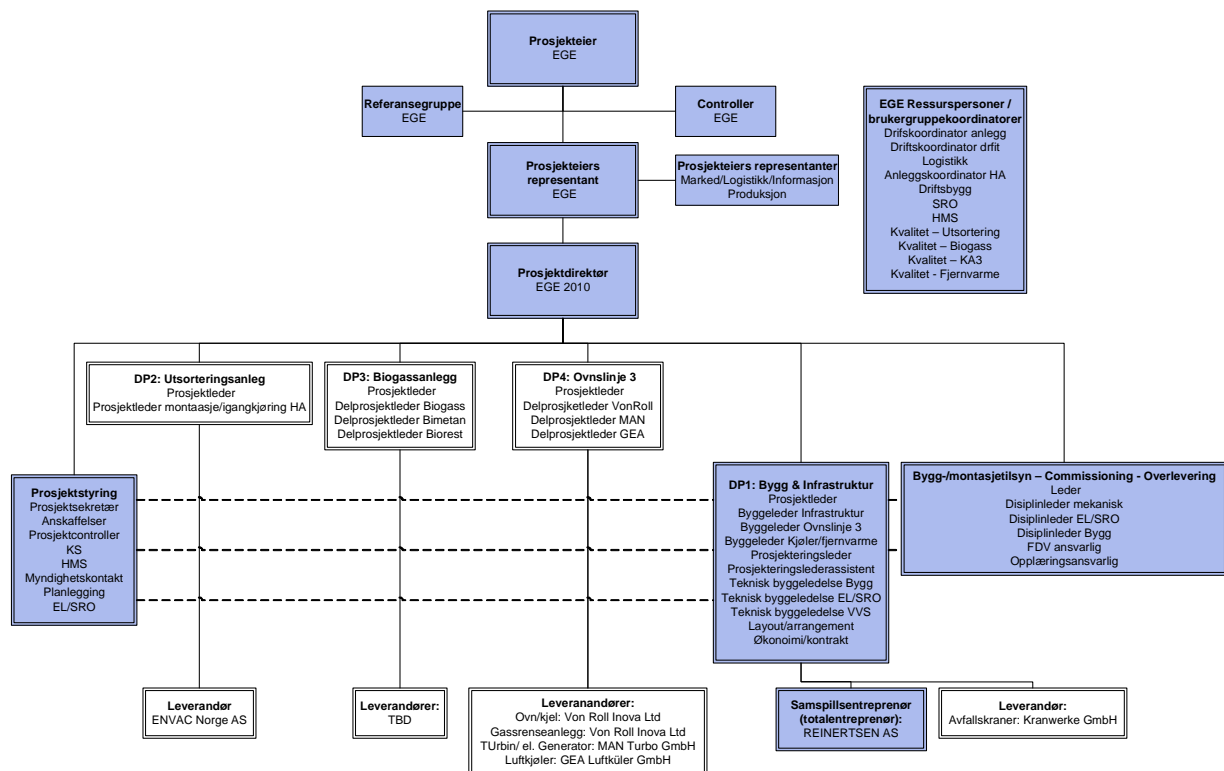 Prosjekteier
EGE
Referansegruppe
EGE
Controller
EGE
EGE Ressurspersoner /
brukergruppekoordinatorer
Drifskoordinator anlegg
Driftskoordinator drfit
Logistikk
Anleggskoordinator HA
Driftsbygg
SRO
HMS
Kvalitet – Utsortering
Kvalitet – Biogass
Kvalitet – KA3
Kvalitet - Fjernvarme
Prosjekteiers
representant
EGE
Prosjekteiers representanter
Marked/Logistikk/Informasjon
Produksjon
Prosjektdirektør
EGE 2010
DP2: Utsorteringsanleg
Prosjektleder
Prosjektleder montaasje/igangkjøring HA
DP3: Biogassanlegg
Prosjektleder
Delprosjektleder Biogass
Delprosjektleder Bimetan
Delprosjektleder Biorest
DP4: Ovnslinje 3
Prosjektleder
Delprosjketleder VonRoll
Delprosjektleder MAN
Delprosjektleder GEA
Prosjektstyring
Prosjektsekretær
Anskaffelser
Prosjektcontroller
KS
HMS
Myndighetskontakt
Planlegging
EL/SRO
DP1: Bygg & Infrastruktur
Prosjektleder
Byggeleder Infrastruktur
Byggeleder Ovnslinje 3
Byggeleder Kjøler/fjernvarme
Prosjekteringsleder
Prosjekteringslederassistent
Teknisk byggeledelse Bygg
Teknisk byggeledelse EL/SRO
Teknisk byggeledelse VVS
Layout/arrangement
Økonoimi/kontrakt
Bygg-/montasjetilsyn – Commissioning - Overlevering
Leder
Disiplinleder mekanisk
Disiplinleder EL/SRO
Disiplinleder Bygg
FDV ansvarlig
Opplæringsansvarlig
Leverandør
ENVAC Norge AS
Leverandører:
TBD
Leveranandører:
Ovn/kjel: Von Roll Inova Ltd
Gassrenseanlegg: Von Roll Inova Ltd
TUrbin/ el. Generator: MAN Turbo GmbH
Luftkjøler: GEA Luftküler GmbH
Samspillsentreprenør
(totalentreprenør):
REINERTSEN AS
Leverandør:
Avfallskraner: Kranwerke GmbH